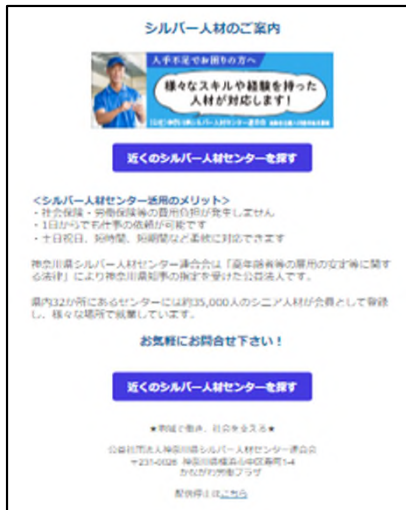 シルバー人材のご案内
人手不足でお困りの方へ
様々なスキルや経験を持った
人材が対応します！
近くのシルバー人材センターを探す
＜シルバー人材センター活用のメリット＞
・社会保険・労働保険等の費用負担が発生しません
・1日からでも仕事の依頼が可能です
・土日祝日、短時間、短期間など柔軟に対応できます
神奈川県シルバー人材センター連合会は「高年齢者等の雇用の安定等に関す
る法律」により神奈川県知事の指定を受けた公益法人です。
県内32か所にあるセンターには約35,000人のシニア人材が会員として登録
し、様々な場所で就業しています。
お気軽にお問合せ下さい！
近くのシルバー人材センターを探す
★地域で働き、社会を支える★
公益社団法人神奈川県シルバー人材センター連合会
〒231-0026 神奈川県横浜市中区寿町1-4
かながわ労働プラザ
配信停止はこちら